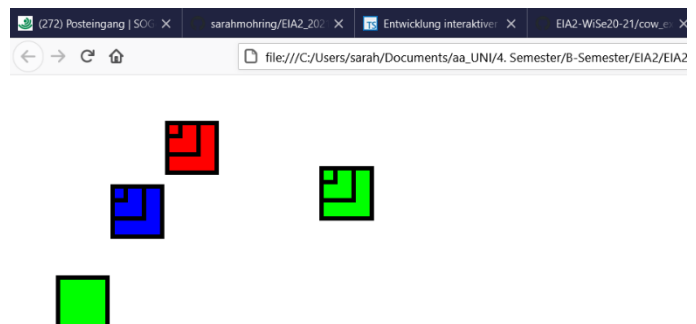 (272) Posteingang | SOG
sarahmohring/EIA2_202
Entwicklung interaktiver
EIA2-WiSe20-21/cow_e
file:///C:/Users/sarah/Documents/aa_UNI/4. Semester/B-Semester/EIA2/EIA2